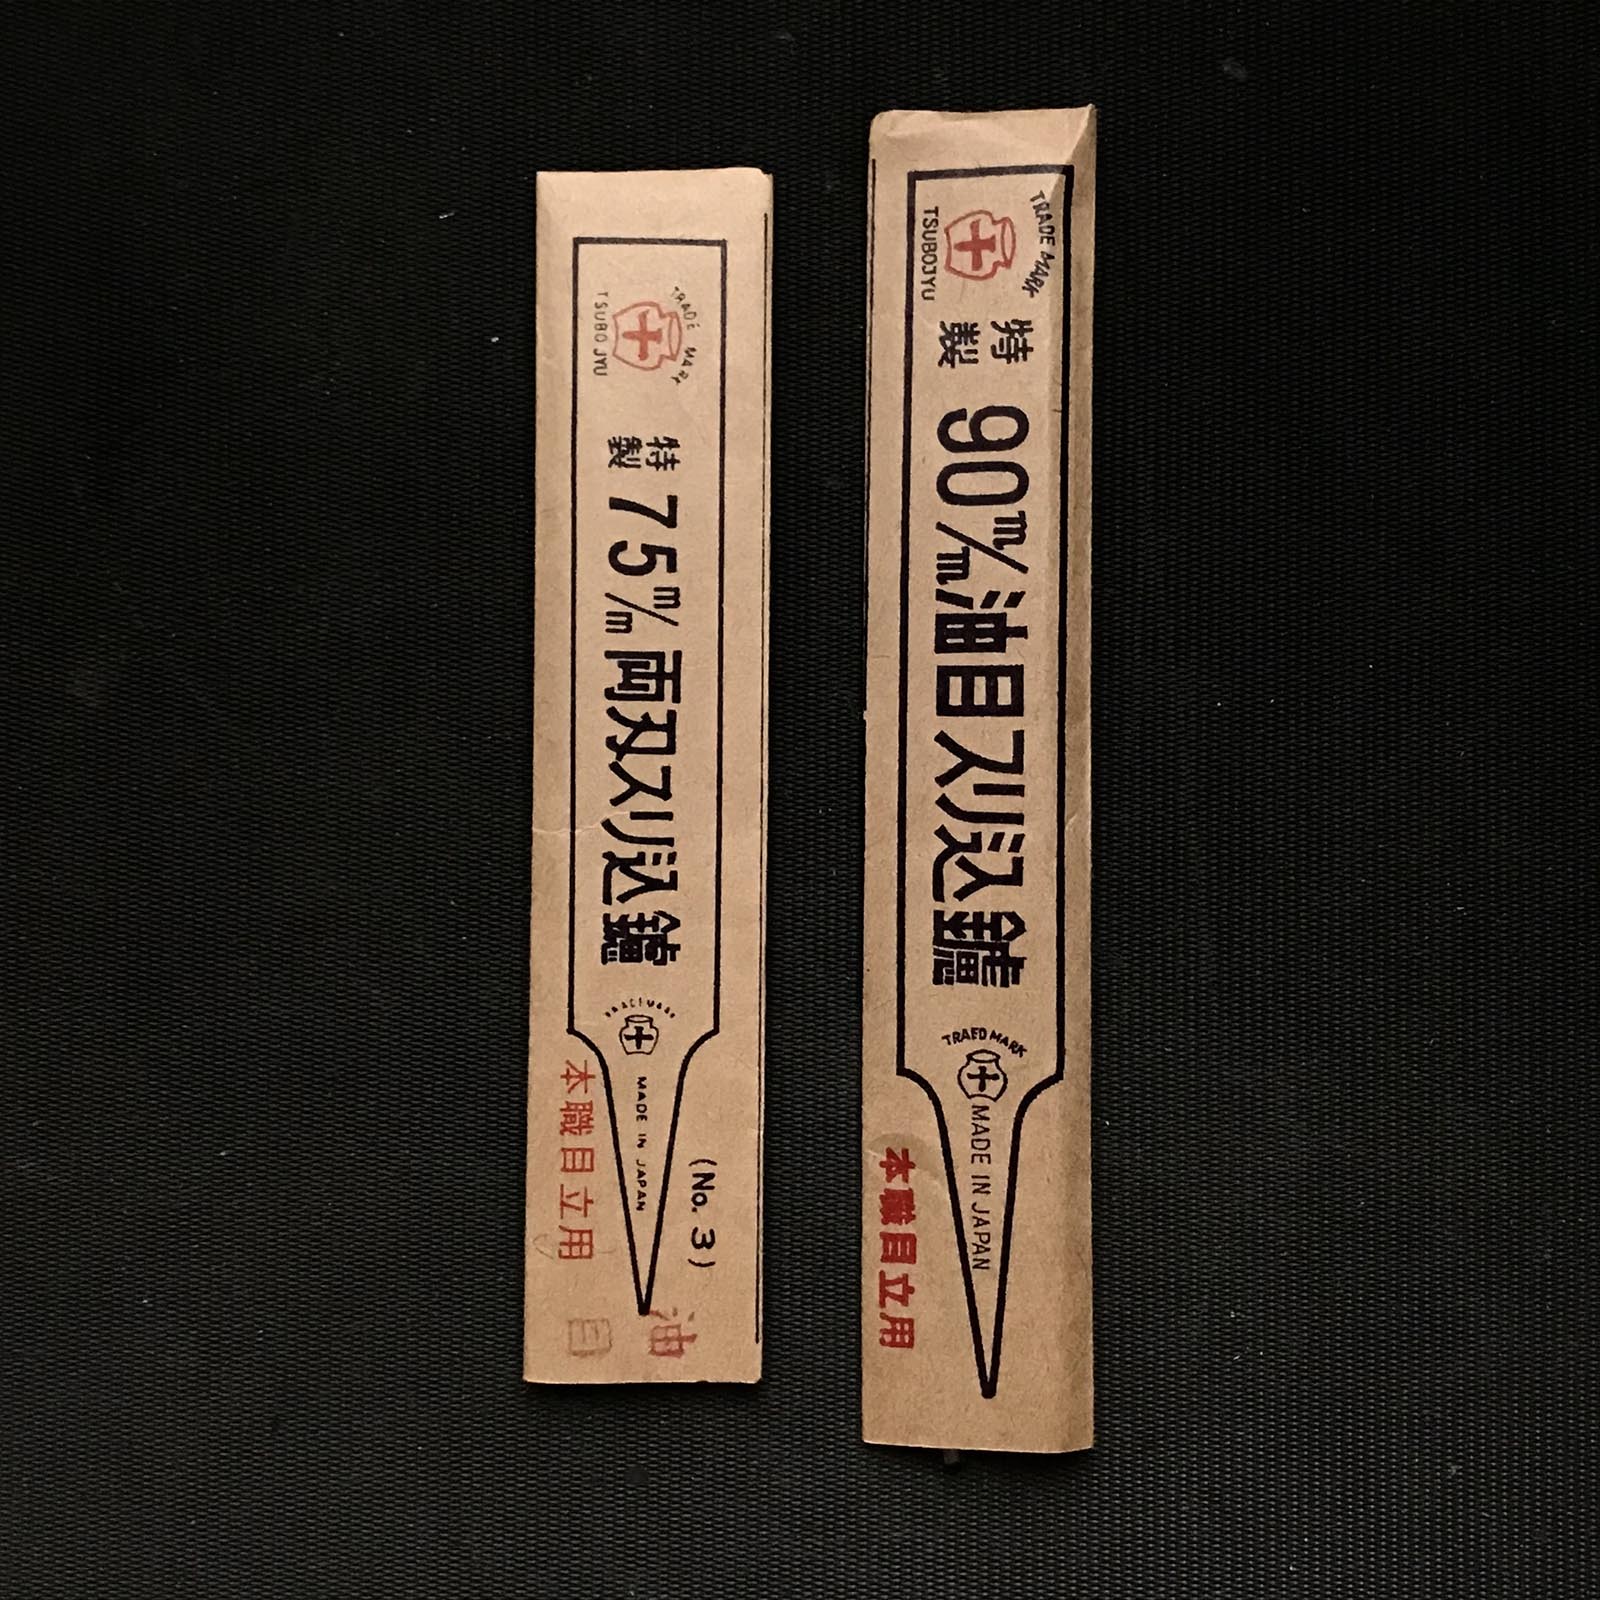 TRADE MARK
TSUBO JYU
特製
75m/m両刃スリ込鑢
MADE IN JAPAN
(No. 3)
本職目立用
油目
TRADE MARK
TSUBOJYU
特製
90m/m油目スリ込鑢
TRAED MARK
MADE IN JAPAN
本職目立用